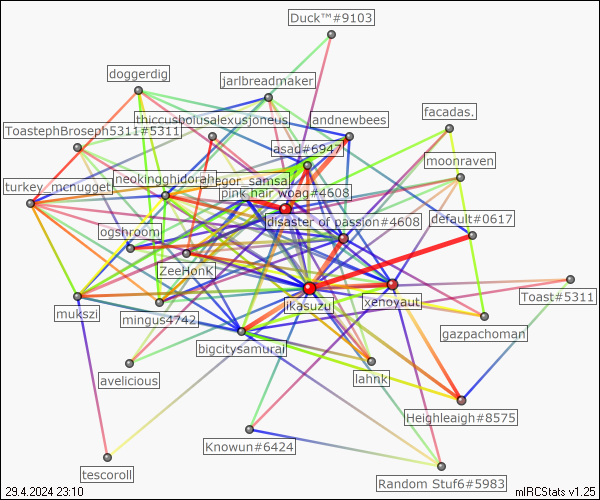 Duck™#9103
doggerdig
jarlbreadmaker
facadas.
thiccusbolusalexusjoneus
andnewbees
ToastephBroseph5311#5311
asad#6947
moonraven
neokingghidorah
gregor_samsa
turkey_mcnugget
pink hair woag#4608
disaster of passion#4608
default#0617
ogshroom
ZeeHonk
Toast#5311
mukszi
ikasuzu
xenoyaut
mingus4742
gazpachoman
bigcitysamurai
avelicious
lahnk
Heighleaigh#8575
Knowun#6424
tescoroll
Random Stuf6#5983
29.4.2024 23:10
mIRCStats v1.25